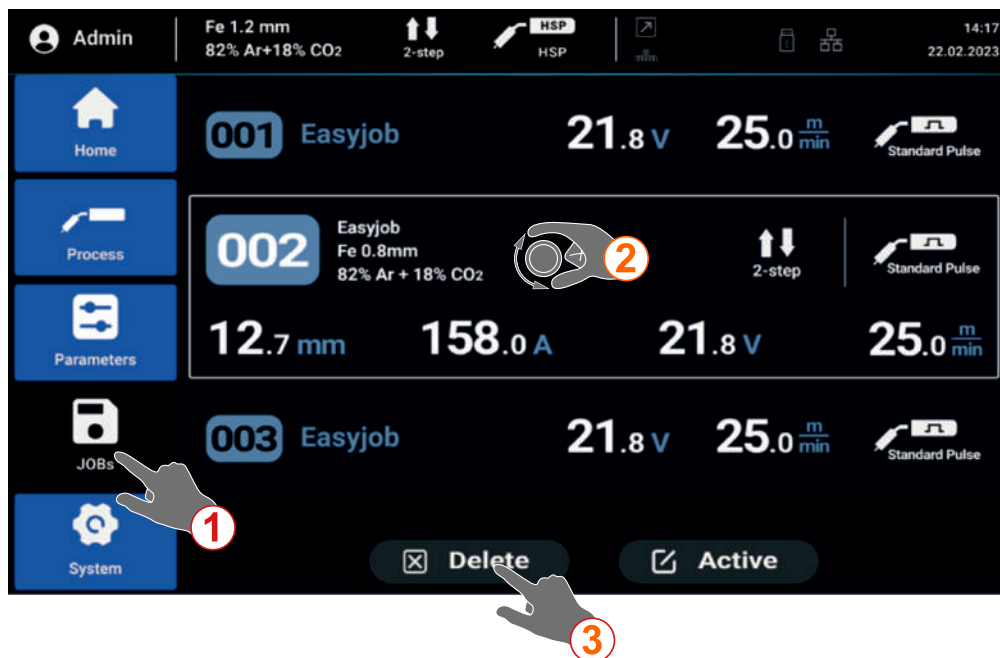 Admin
Fe 1.2 mm
82% Ar+18% CO2
2-step
HSP
HSP
14:17
22.02.2023
Home
001 Easyjob 21.8 V 25.0 m/min
Standard Pulse
Process
002
Easyjob
Fe 0.8mm
82% Ar + 18% CO2
2
2-step
Standard Pulse
Parameters
12.7 mm 158.0 A 21.8 V 25.0 m/min
JOBs
003 Easyjob 21.8 V 25.0 m/min
Standard Pulse
1
System
Delete
Active
3